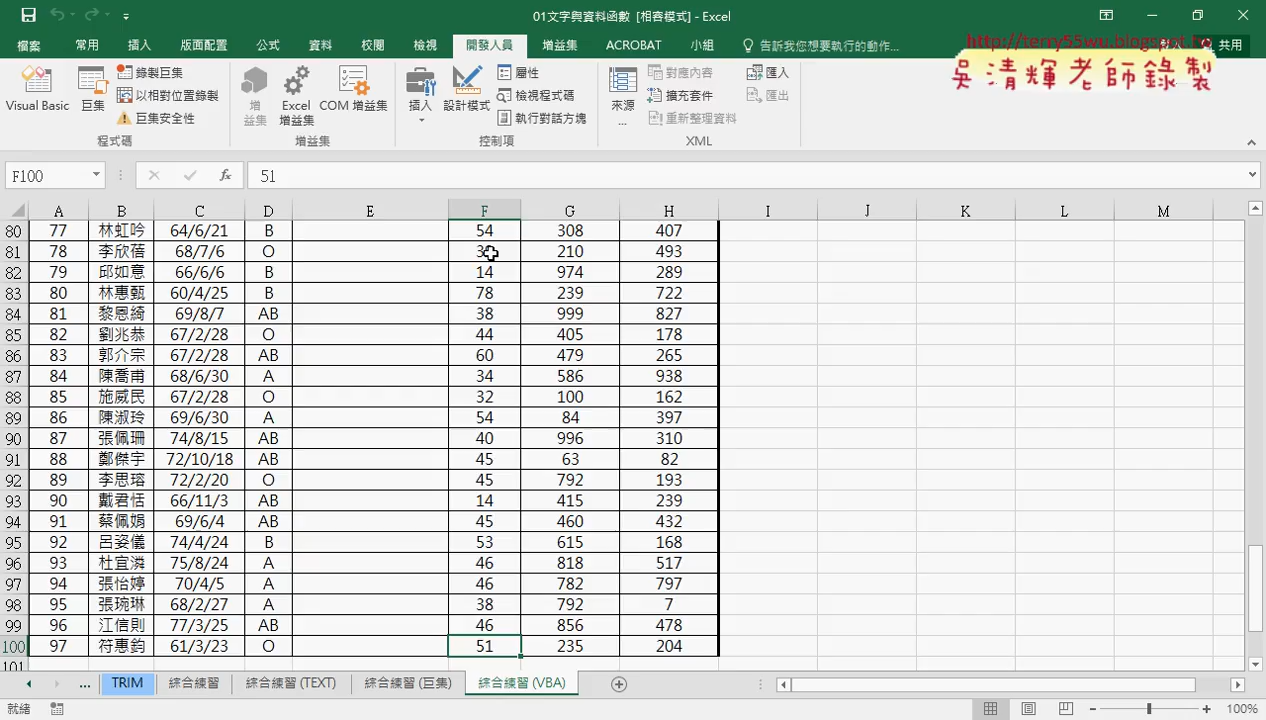 01文字與資料函數 [相容模式] - Excel
檔案 常用 插入 版面配置 公式 資料 校閱 檢視 開發人員 增益集 ACROBAT 小組 告訴我您想要執行的動作... 共用
http://terry55wu.blogspot.
吳清輝老師錄製
Visual Basic 巨集 錄製巨集 以相對位置錄製 巨集安全性 程式碼
增益集 Excel 增益集 COM 增益集 增益集
插入 設計模式 屬性 檢視程式碼 執行對話方塊 控制項
來源 ... 對應內容 擴充套件 重新整理資料 匯入 匯出 XML
F100 fx 51
A B C D E F G H I J K L M
80 77 林虹吟 64/6/21 B 54 308 407
81 78 李欣蓓 68/7/6 O 210 493
82 79 邱如意 66/6/6 B 14 974 289
83 80 林惠甄 60/4/25 B 78 239 722
84 81 黎恩綺 69/8/7 AB 38 999 827
85 82 劉兆恭 67/2/28 O 44 405 178
86 83 郭介宗 67/2/28 AB 60 479 265
87 84 陳喬甫 68/6/30 A 34 586 938
88 85 施威民 67/2/28 O 32 100 162
89 86 陳淑玲 69/6/30 A 54 84 397
90 87 張佩珊 74/8/15 AB 40 996 310
91 88 鄭傑宇 72/10/18 AB 45 63 82
92 89 李思瑢 72/2/20 O 45 792 193
93 90 戴君恬 66/11/3 AB 14 415 239
94 91 蔡佩娟 69/6/4 AB 45 460 432
95 92 呂姿儀 74/4/24 B 53 615 168
96 93 杜宜潾 75/8/24 A 46 818 517
97 94 張怡婷 70/4/5 A 46 782 797
98 95 張琬琳 68/2/27 A 38 792 7
99 96 江信則 77/3/25 AB 46 856 478
100 97 符惠鈞 61/3/23 O 51 235 204
101
... TRIM 綜合練習 綜合練習 (TEXT) 綜合練習 (巨集) 綜合練習 (VBA)
就緒 100%